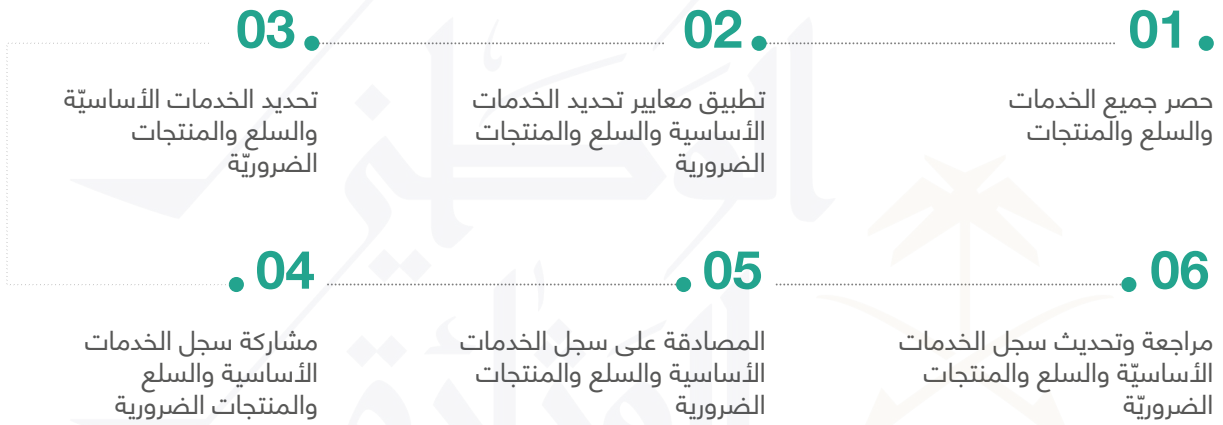 01
حصر جميع الخدمات
والسلع والمنتجات
02
تطبيق معايير تحديد الخدمات
الأساسية والسلع والمنتجات
الضرورية
03
تحديد الخدمات الأساسيّة
والسلع والمنتجات
الضروريّة
04
مشاركة سجل الخدمات
الأساسية والسلع
والمنتجات الضرورية
05
المصادقة على سجل الخدمات
الأساسية والسلع والمنتجات
الضرورية
06
مراجعة وتحديث سجل الخدمات
الأساسيّة والسلع والمنتجات
الضروريّة